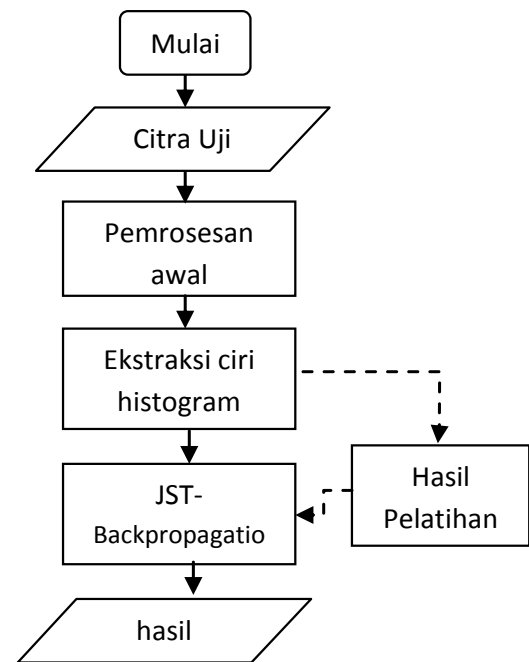 Mulai
Citra Uji
Pemrosesan
awal
Ekstraksi ciri
histogram
Hasil
Pelatihan
JST-
Backpropagatio
hasil